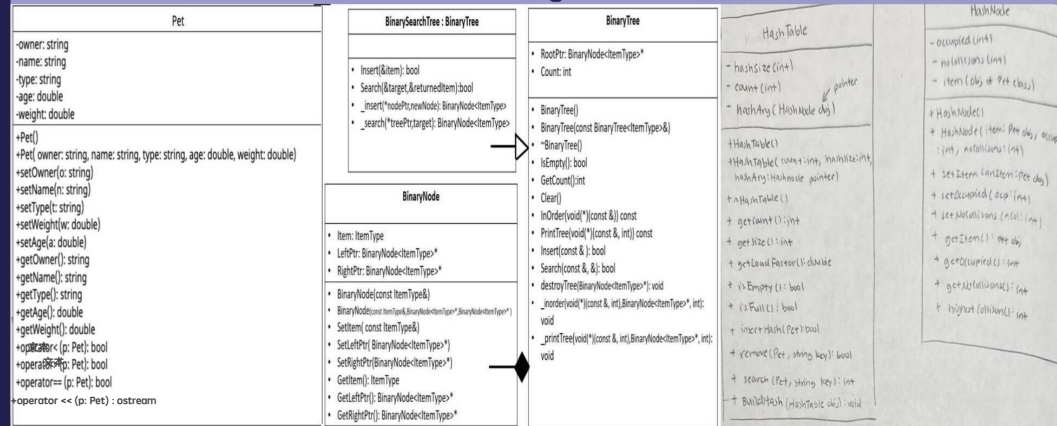 Pet
-owner: string
-name: string
-type: string
-age: double
-weight: double
+Pet()
+Pet( owner: string, name: string, type: string, age: double, weight: double)
+setOwner(o: string)
+setName(n: string)
+setType(t: string)
+setWeight(w: double)
+setAge(a: double)
+getOwner(): string
+getName(): string
+getType(): string
+getAge(): double
+getWeight(): double
(p: Pet): bool
(p: Pet): bool
+operator== (p: Pet): bool
+operator << (p: Pet) : ostream
BinarySearchTree : BinaryTree
• Insert(&item): bool
• Search(&target,&returnedItem):bool
• _insert(*nodePtr,newNode): BinaryNode<ItemType>
• _search(*treePtr,target): BinaryNode<ItemType>
BinaryNode
• Item: ItemType
• LeftPtr: BinaryNode<ItemType>*
• RightPtr: BinaryNode<ItemType>*
• BinaryNode(const ItemType&)
• BinaryNode(const ItemType&,BinaryNode<ItemType>*,BinaryNode<ItemType>* )
• SetItem( const ItemType&)
• SetLeftPtr( BinaryNode<ItemType>*)
• SetRightPtr(BinaryNode<ItemType>*)
• GetItem(): ItemType
• GetLeftPtr(): BinaryNode<ItemType>*
• GetRightPtr(): BinaryNode<ItemType>*
BinaryTree
• RootPtr: BinaryNode<ItemType>*
• Count: int
• BinaryTree()
• BinaryTree(const BinaryTree<ItemType>&)
• ~BinaryTree()
• IsEmpty(): bool
• GetCount():int
• Clear()
• InOrder(void(*)(const &)) const
• PrintTree(void(*)(const &, int)) const
• Insert(const & ): bool
• Search(const &, &): bool
• destroyTree(BinaryNode<ItemType>*): void
• _inorder(void(*)(const &, int),BinaryNode<ItemType>*, int):
void
• _printTree(void(*)(const &, int),BinaryNode<ItemType>*, int):
void
HashTable
- hashSize(int)
- count(int)
pointer
- hashAry(HashNode obj)
+HashTable()
+HashTable(count:int, hashsize:int,
hashAry:Hashnode pointer)
+~HashTable()
+ getCount():int
+ getSize():int
+ getLoadFactor():double
+ isEmpty(): bool
+ isFull(): bool
+ insertHash(Pet):bool
+ remove(Pet, string key): bool
+ search(Pet, string key): int
+ BuildHash(HashTable obj):void
HashNode
- occupied(int)
- noCollisons(int)
- item(obj of Pet class)
+ HashNode()
+ HashNode(item: Pet obj,
:int, noCollisons:int)
+ setItem(anItem:Pet obj)
+ setOccupied(ocup:int)
+ setNoCollisons(nCol:int)
+ getItem(): Pet obj
+ getOccupied(): int
+ getNoCollisons(): int
+ highest Collison(): int